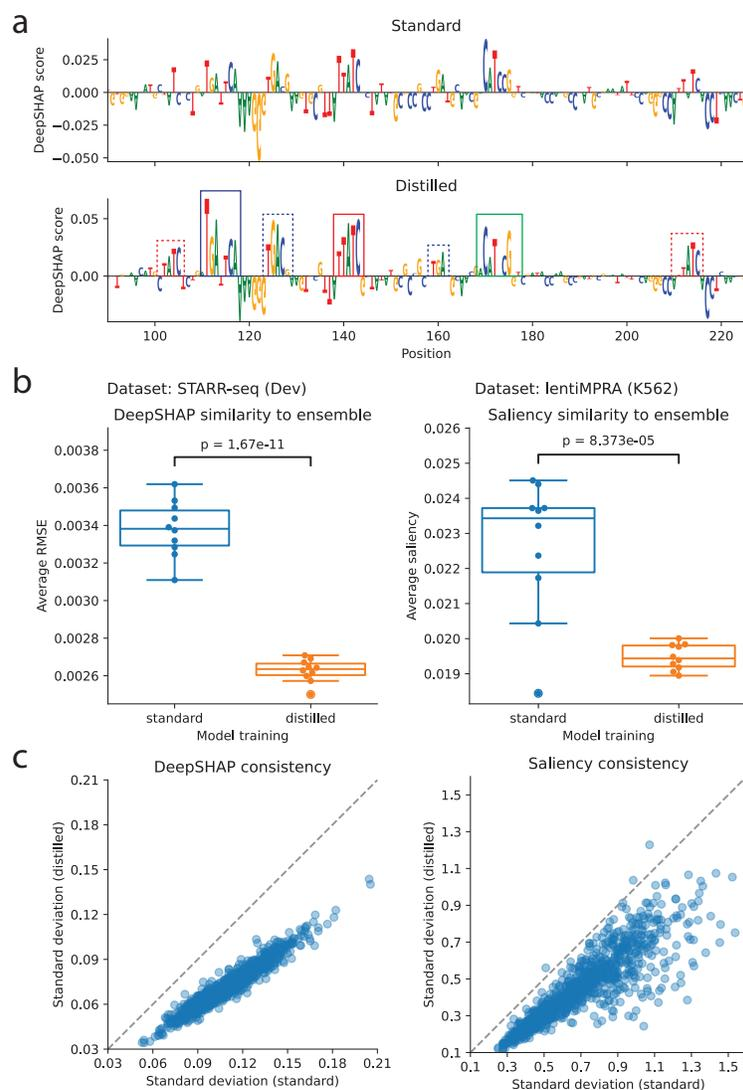 a
Standard
DeepSHAP score
0.025
0.000
−0.025
−0.050
Distilled
DeepSHAP score
0.05
0.00
100 120 140 160 180 200 220
Position
b
Dataset: STARR-seq (Dev)
DeepSHAP similarity to ensemble
p = 1.67e-11
Average RMSE
0.0038
0.0036
0.0034
0.0032
0.0030
0.0028
0.0026
standard distilled
Model training
Dataset: lentiMPRA (K562)
Saliency similarity to ensemble
p = 8.373e-05
Average saliency
0.026
0.025
0.024
0.023
0.022
0.021
0.020
0.019
standard distilled
Model training
c
DeepSHAP consistency
Standard deviation (distilled)
0.21
0.18
0.15
0.12
0.09
0.06
0.03
0.03 0.06 0.09 0.12 0.15 0.18 0.21
Standard deviation (standard)
Saliency consistency
Standard deviation (distilled)
1.5
1.3
1.1
0.9
0.7
0.5
0.3
0.1
0.1 0.3 0.5 0.7 0.9 1.1 1.3 1.5
Standard deviation (standard)